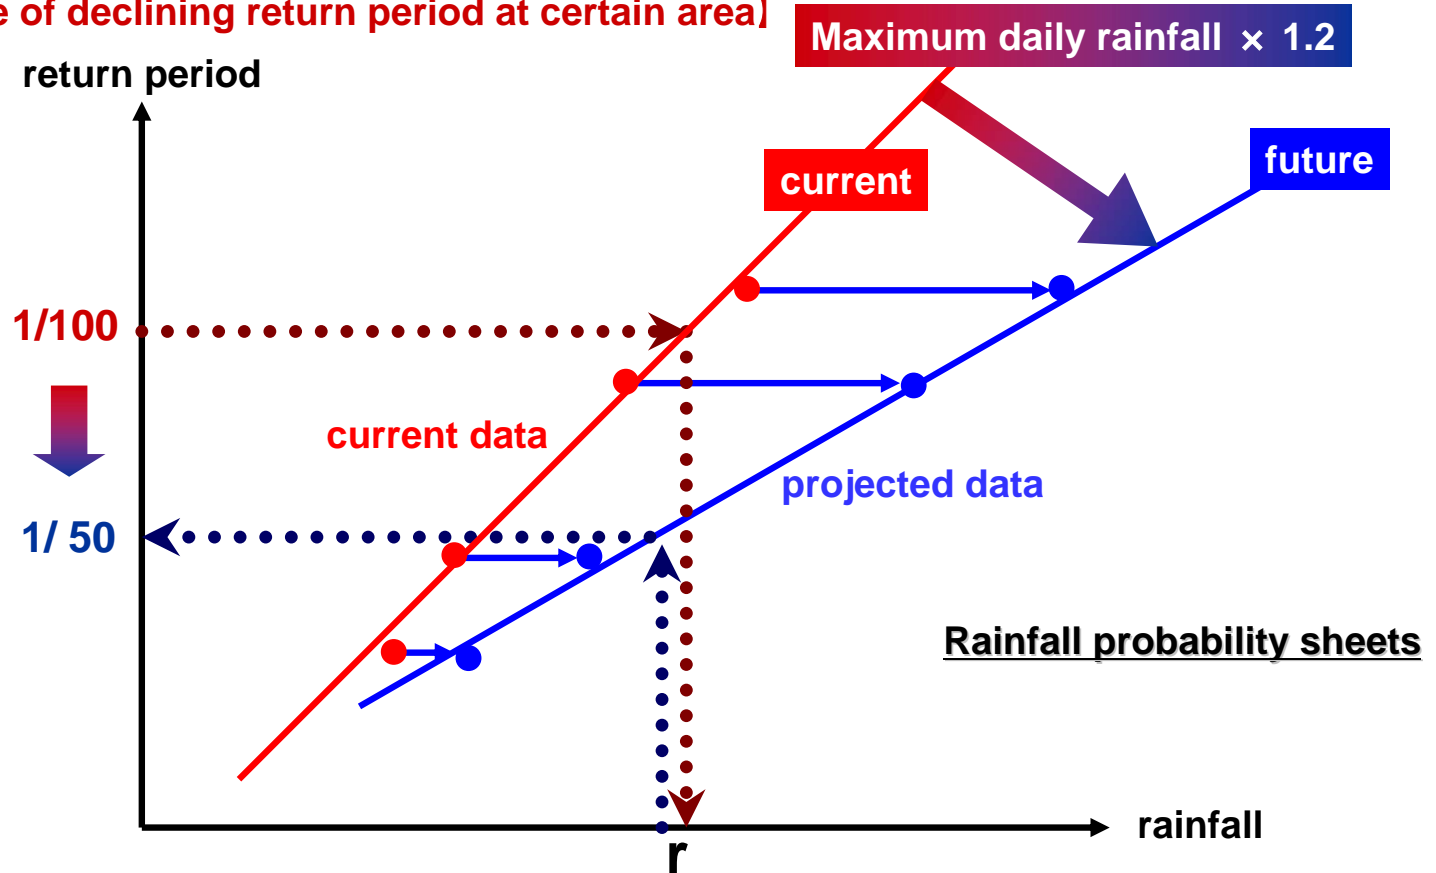 e of declining return period at certain area】
Maximum daily rainfall × 1.2
return period
future
current
1/100
current data
projected data
1/ 50
Rainfall probability sheets
rainfall
r